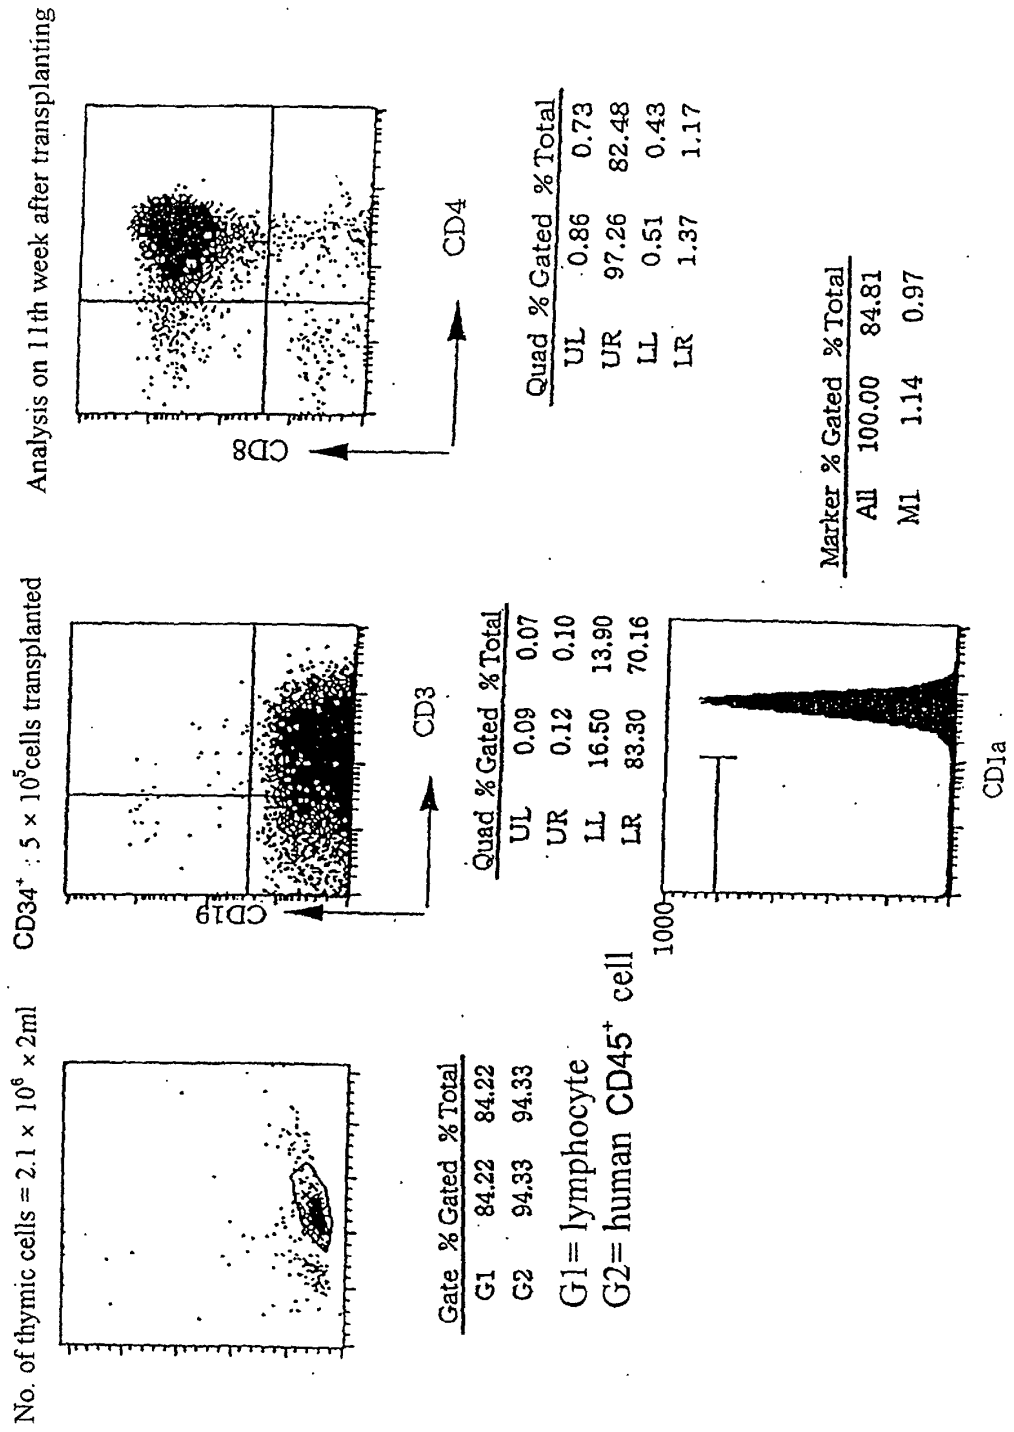 No. of thymic cells = 2.1 × 10⁶ × 2ml
CD34⁺ : 5 × 10⁵ cells transplanted
Analysis on 11th week after transplanting
Gate % Gated % Total
G1 84.22 84.22
G2 94.33 94.33
G1= lymphocyte
G2= human CD45⁺ cell
CD19
CD3
Quad % Gated % Total
UL 0.09 0.07
UR 0.12 0.10
LL 16.50 13.90
LR 83.30 70.16
CD8
CD4
Quad % Gated % Total
UL 0.86 0.73
UR 97.26 82.48
LL 0.51 0.43
LR 1.37 1.17
1000
CD1a
Marker % Gated % Total
All 100.00 84.81
M1 1.14 0.97